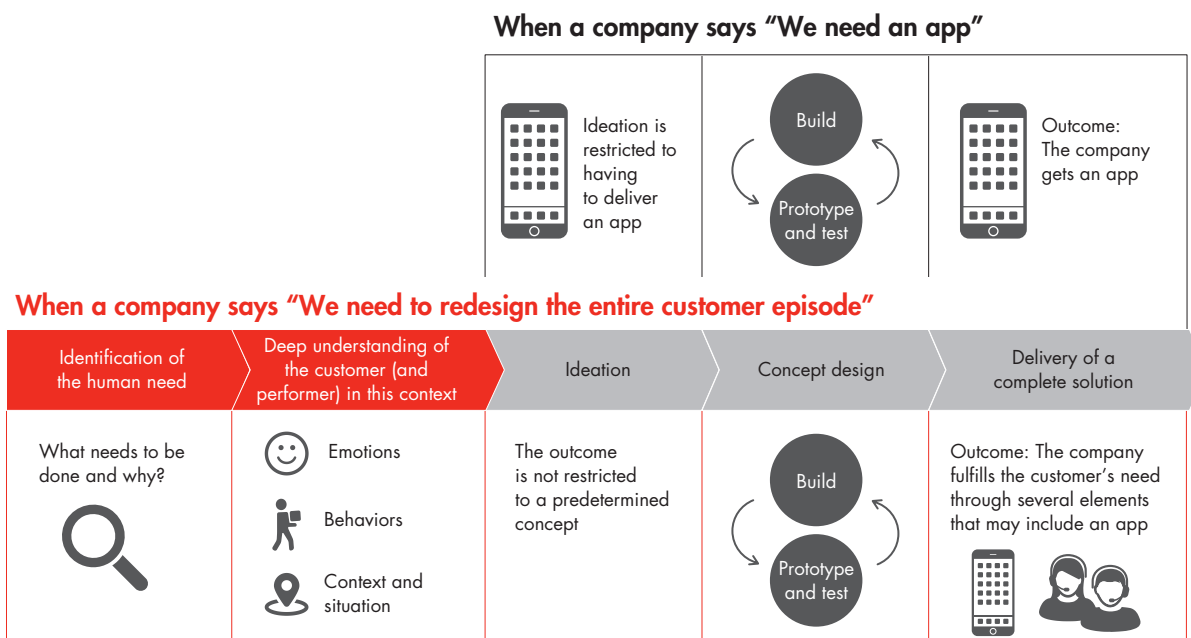 When a company says “We need an app”
Ideation is
restricted to
having
to deliver
an app
Build
Prototype
and test
Outcome:
The company
gets an app
When a company says “We need to redesign the entire customer episode”
Identification of
the human need
Deep understanding of
the customer (and
performer) in this context
Ideation
Concept design
Delivery of a
complete solution
What needs to be
done and why?
Emotions
Behaviors
Context and
situation
The outcome
is not restricted
to a predetermined
concept
Build
Prototype
and test
Outcome: The company
fulfills the customer’s need
through several elements
that may include an app